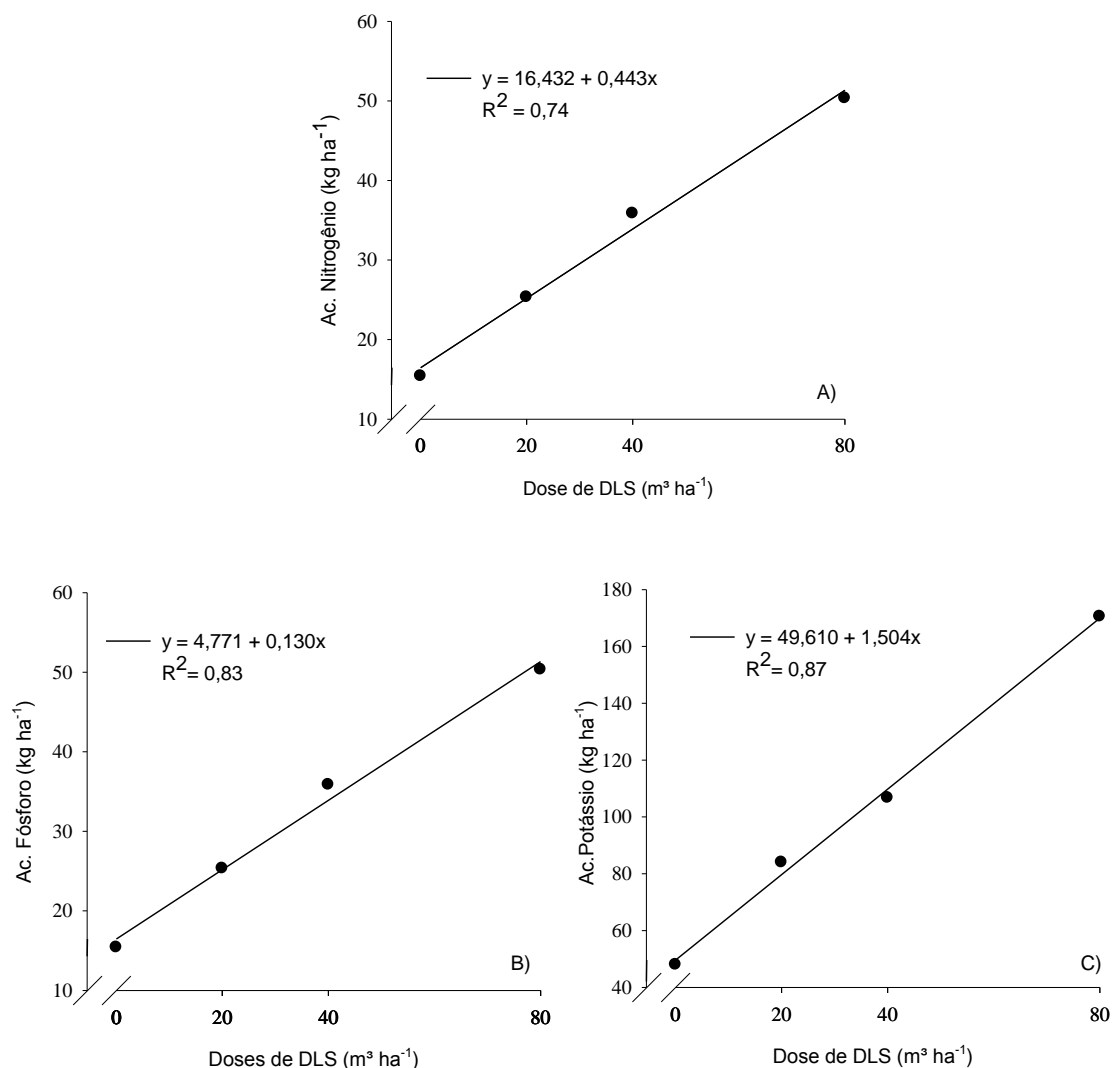 60
50
40
30
20
10
Ac. Nitrogênio (kg ha⁻¹)
y = 16,432 + 0,443x
R² = 0,74
A)
0 20 40 80
Dose de DLS (m³ ha⁻¹)
60
50
40
30
20
10
Ac. Fósforo (kg ha⁻¹)
y = 4,771 + 0,130x
R² = 0,83
B)
0 20 40 80
Doses de DLS (m³ ha⁻¹)
180
160
140
120
100
80
60
40
Ac.Potássio (kg ha⁻¹)
y = 49,610 + 1,504x
R² = 0,87
C)
0 20 40 80
Dose de DLS (m³ ha⁻¹)